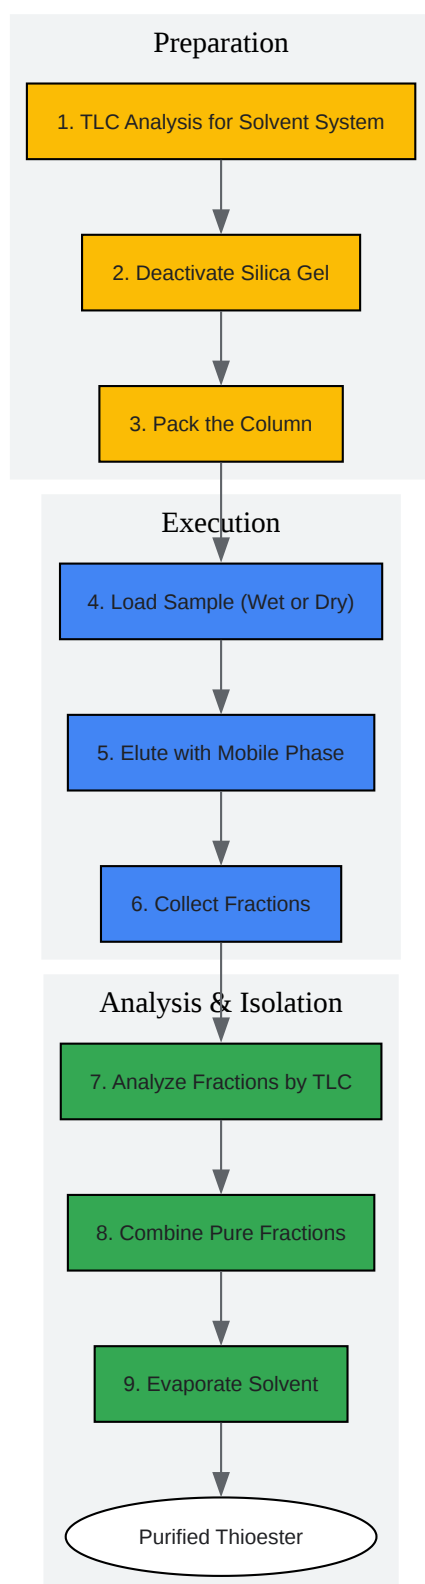 Preparation
1. TLC Analysis for Solvent System
2. Deactivate Silica Gel
3. Pack the Column
Execution
4. Load Sample (Wet or Dry)
5. Elute with Mobile Phase
6. Collect Fractions
Analysis & Isolation
7. Analyze Fractions by TLC
8. Combine Pure Fractions
9. Evaporate Solvent
Purified Thioester